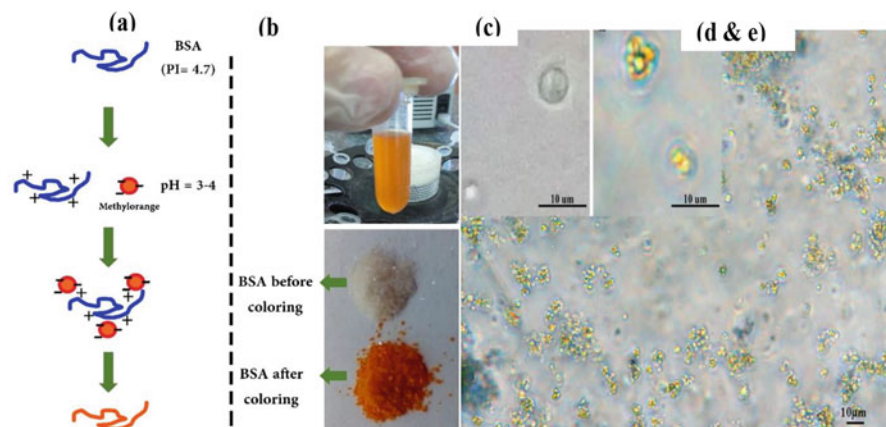 (a)
BSA
(PI= 4.7)
+
+
+
+
pH = 3-4
Methylorange
+
+
+
+
(b)
BSA before
coloring
BSA after
coloring
(c)
10 um
(d & e)
10 um
10µm